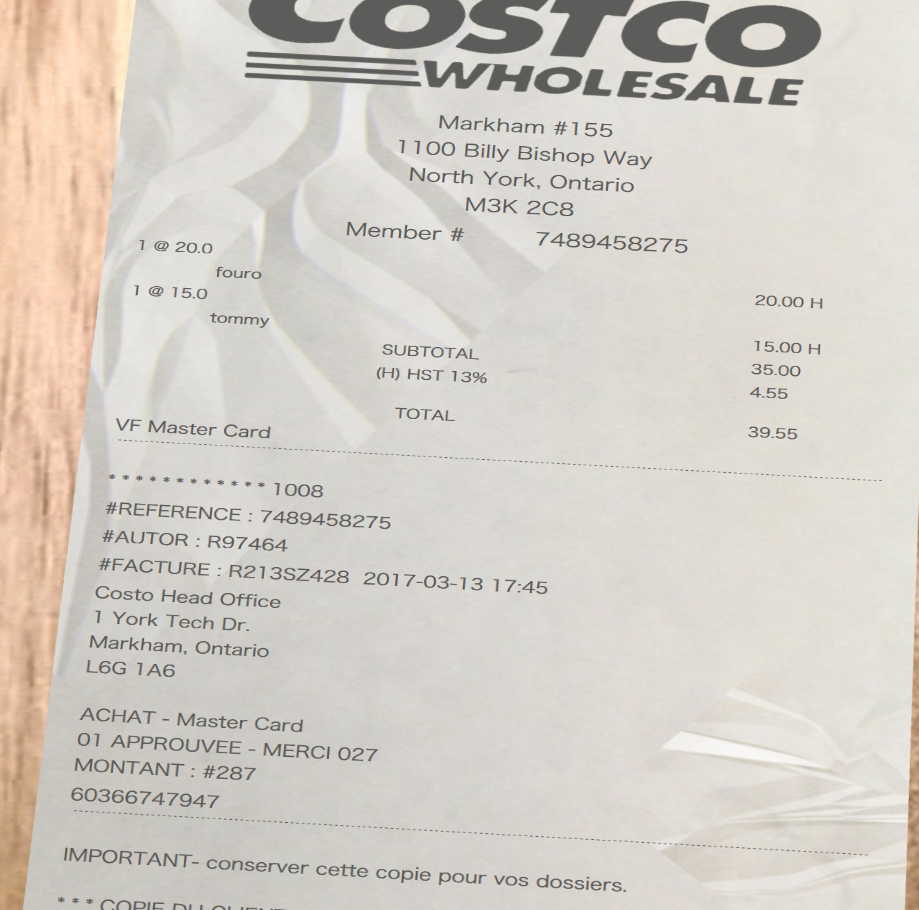 COSTCO
WHOLESALE
Markham #155
1100 Billy Bishop Way
North York, Ontario
M3K 2C8
Member # 7489458275
1 @ 20.0
fouro 20.00 H
1 @ 15.0
tommy 15.00 H
SUBTOTAL 35.00
(H) HST 13% 4.55
TOTAL 39.55
VF Master Card
* * * * * * * * * * * * 1008
#REFERENCE : 7489458275
#AUTOR : R97464
#FACTURE : R213SZ428 2017-03-13 17:45
Costo Head Office
1 York Tech Dr.
Markham, Ontario
L6G 1A6
ACHAT - Master Card
01 APPROUVEE - MERCI 027
MONTANT : #287
60366747947
IMPORTANT- conserver cette copie pour vos dossiers.
* * * COPIE DU CLIENT